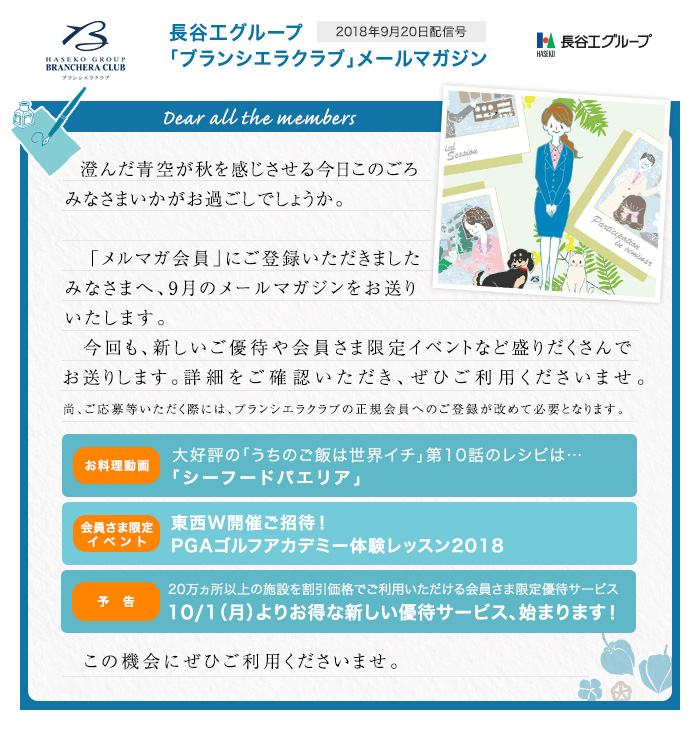 HASEKO GROUP
BRANCHERA CLUB
ブランシエラクラブ
長谷工グループ
2018年9月20日配信号
「ブランシエラクラブ」メールマガジン
HASEKO
長谷工グループ
Dear all the members
澄んだ青空が秋を感じさせる今日このごろ
みなさまいかがお過ごしでしょうか。
「メルマガ会員」にご登録いただきました
みなさまへ、9月のメールマガジンをお送り
いたします。
Session
Participation
in seminar
今回も、新しいご優待や会員さま限定イベントなど盛りだくさんで
お送りします。詳細をご確認いただき、ぜひご利用くださいませ。
尚、ご応募等いただく際には、ブランシエラクラブの正規会員へのご登録が改めて必要となります。
お料理動画
大好評の「うちのご飯は世界イチ」第10話のレシピは…
「シーフードパエリア」
会員さま限定
イベント
東西W開催ご招待！
PGAゴルフアカデミー体験レッスン2018
予 告
20万ヵ所以上の施設を割引価格でご利用いただける会員さま限定優待サービス
10/1（月）よりお得な新しい優待サービス、始まります！
この機会にぜひご利用くださいませ。